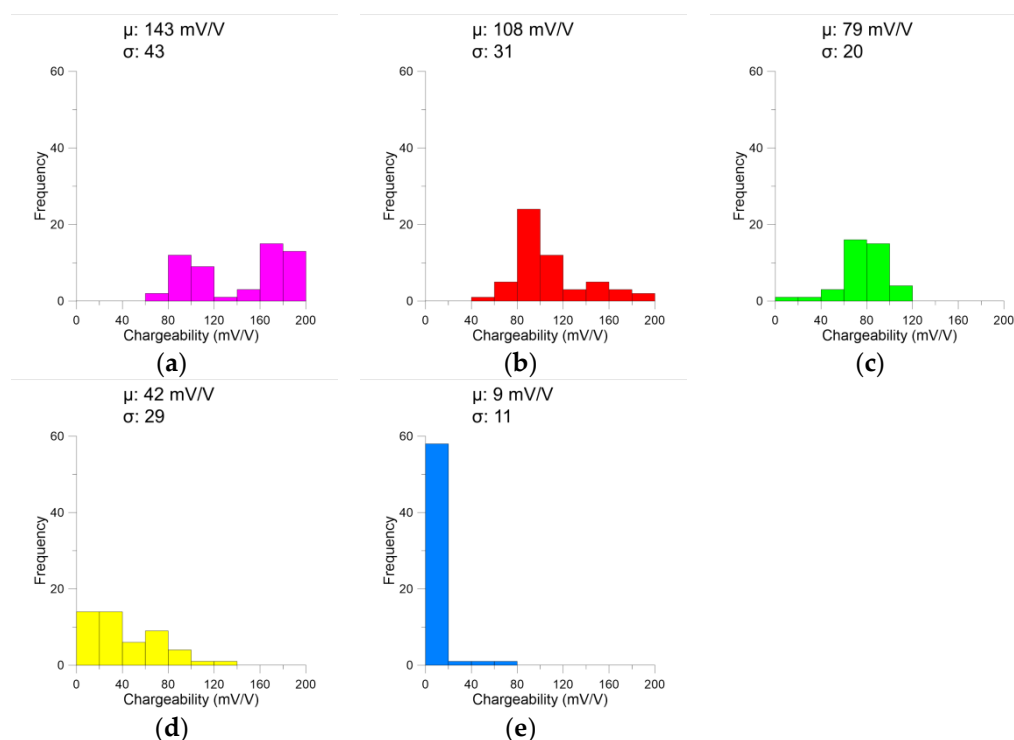 μ: 143 mV/V
σ: 43
60
40
20
0
Frequency
0 40 80 120 160 200
Chargeability (mV/V)
(a)
μ: 108 mV/V
σ: 31
60
40
20
0
Frequency
0 40 80 120 160 200
Chargeability (mV/V)
(b)
μ: 79 mV/V
σ: 20
60
40
20
0
Frequency
0 40 80 120 160 200
Chargeability (mV/V)
(c)
μ: 42 mV/V
σ: 29
60
40
20
0
Frequency
0 40 80 120 160 200
Chargeability (mV/V)
(d)
μ: 9 mV/V
σ: 11
60
40
20
0
Frequency
0 40 80 120 160 200
Chargeability (mV/V)
(e)